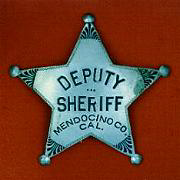 DEPUTY
SHERIFF
MENDOCINO CO.
CAL.